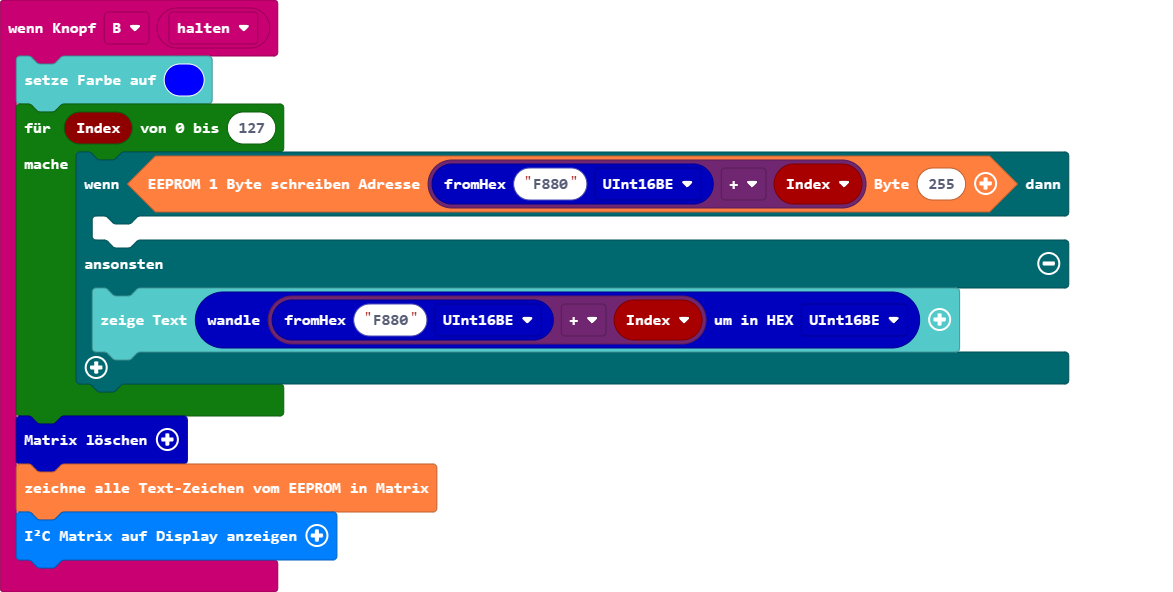 wenn Knopf B halten
setze Farbe auf
für Index von 0 bis 127
mache
wenn EEPROM 1 Byte schreiben Adresse fromHex "F880" UInt16BE + Index Byte 255 dann
ansonsten
zeige Text wandle fromHex "F880" UInt16BE + Index um in HEX UInt16BE
Matrix löschen
zeichne alle Text-Zeichen vom EEPROM in Matrix
I²C Matrix auf Display anzeigen